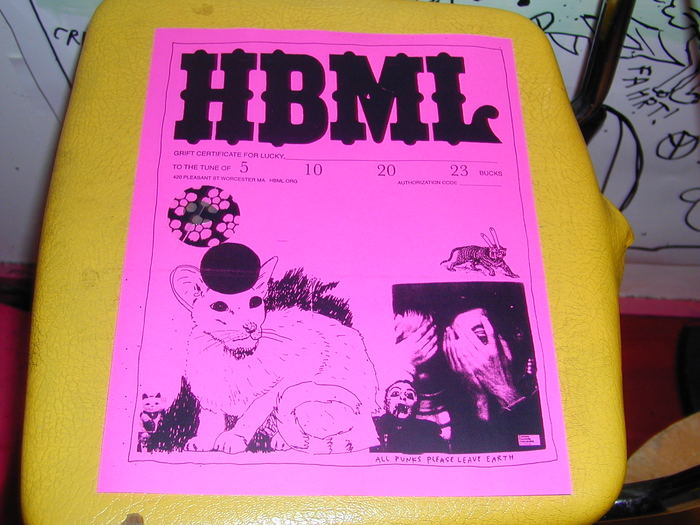 HBML
GRIFT CERTIFICATE FOR LUCKY
TO THE TUNE OF 5 10 20 23 BUCKS
420 PLEASANT ST WORCESTER MA HBML.ORG AUTHORIZATION CODE
ALL PUNKS PLEASE LEAVE EARTH
FAHRT!